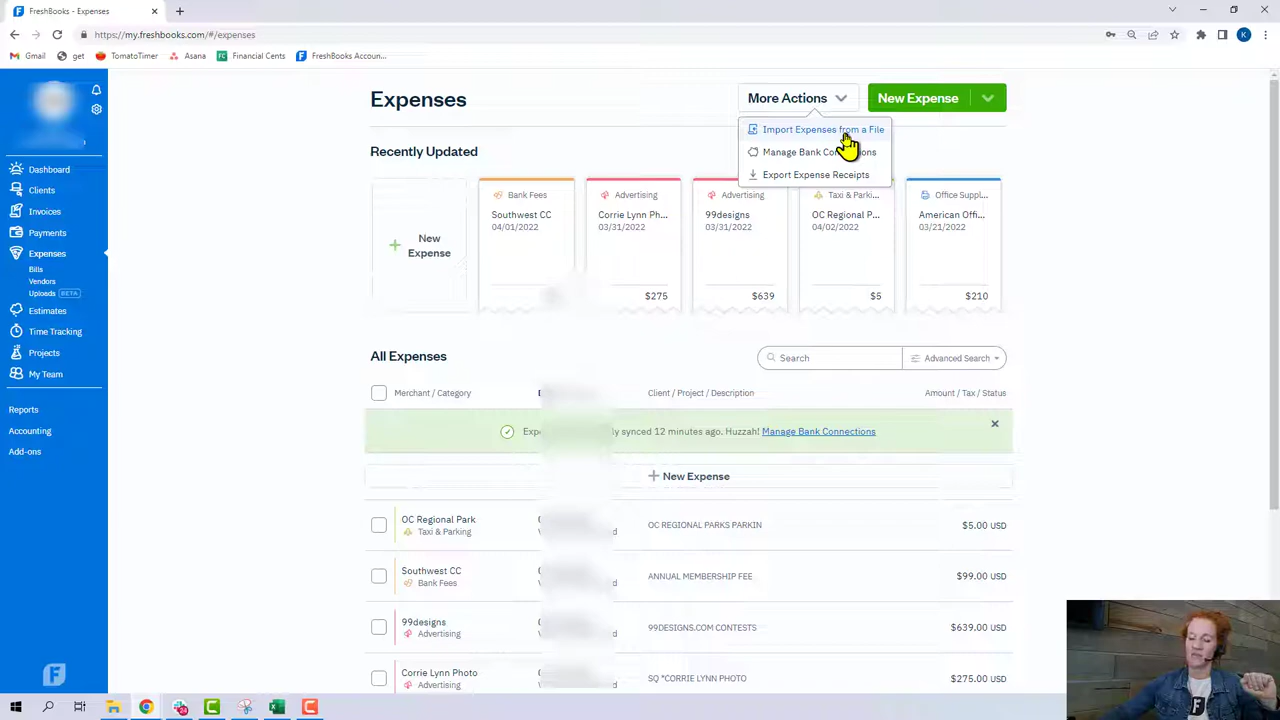 FreshBooks - Expenses
https://my.freshbooks.com/#/expenses
Gmail
get
TomatoTimer
Asana
FC Financial Cents
FreshBooks Accoun...
Dashboard
Clients
Invoices
Payments
Expenses
Bills
Vendors
Uploads BETA
Estimates
Time Tracking
Projects
My Team
Reports
Accounting
Add-ons
Expenses
More Actions
New Expense
Import Expenses from a File
Manage Bank
Export Expense Receipts
Recently Updated
New
Expense
Bank Fees
Southwest CC
04/01/2022
Advertising
Corrie Lynn Ph...
03/31/2022
$275
Advertising
99designs
03/31/2022
$639
Taxi & Parki...
OC Regional P...
04/02/2022
$5
Office Suppl...
American Offi...
03/21/2022
$210
All Expenses
Search
Advanced Search
Merchant / Category
Client / Project / Description
Amount / Tax / Status
synced 12 minutes ago. Huzzah! Manage Bank Connections
New Expense
OC Regional Park
Taxi & Parking
OC REGIONAL PARKS PARKIN
$5.00 USD
Southwest CC
Bank Fees
ANNUAL MEMBERSHIP FEE
$99.00 USD
99designs
Advertising
99DESIGNS.COM CONTESTS
$639.00 USD
Corrie Lynn Photo
Advertising
SQ *CORRIE LYNN PHOTO
$275.00 USD